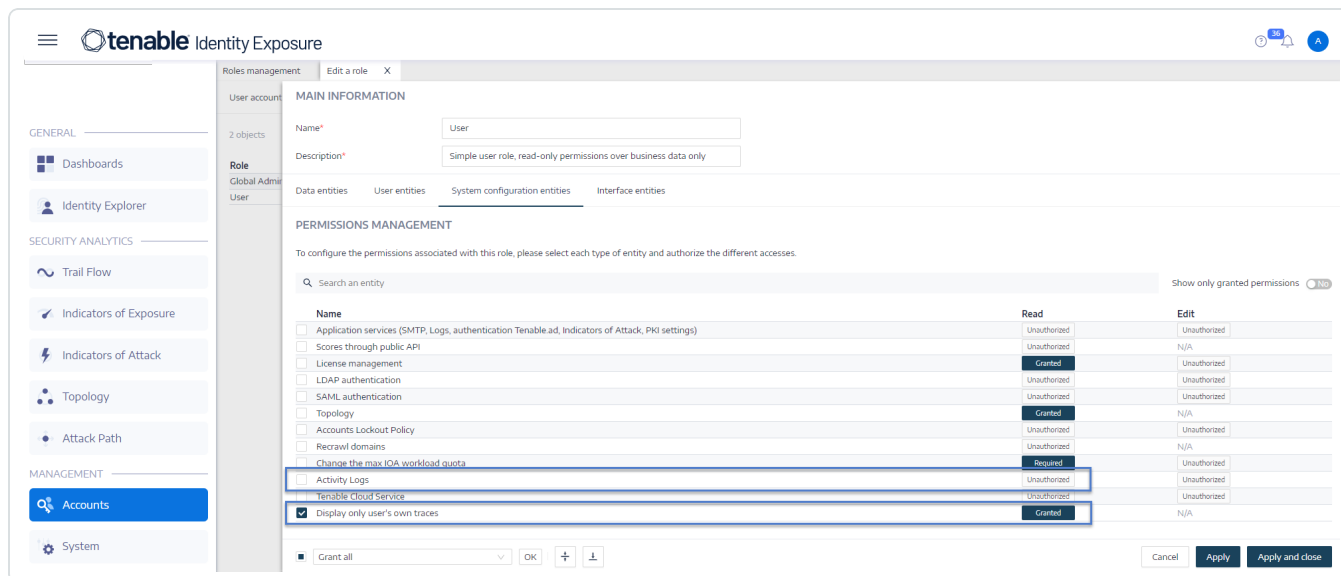 tenable Identity Exposure
36
A
Roles management
Edit a role X
User account
2 objects
Role
Global Admin
User
GENERAL
Dashboards
Identity Explorer
SECURITY ANALYTICS
Trail Flow
Indicators of Exposure
Indicators of Attack
Topology
Attack Path
MANAGEMENT
Accounts
System
MAIN INFORMATION
Name* User
Description* Simple user role, read-only permissions over business data only
Data entities User entities System configuration entities Interface entities
PERMISSIONS MANAGEMENT
To configure the permissions associated with this role, please select each type of entity and authorize the different accesses.
Search an entity Show only granted permissions No
Name Read Edit
Application services (SMTP, Logs, authentication Tenable.ad, Indicators of Attack, PKI settings) Unauthorized Unauthorized
Scores through public API Unauthorized N/A
License management Granted Unauthorized
LDAP authentication Unauthorized Unauthorized
SAML authentication Unauthorized Unauthorized
Topology Granted N/A
Accounts Lockout Policy Unauthorized Unauthorized
Recrawl domains Unauthorized N/A
Change the max IOA workload quota Required Unauthorized
Activity Logs Unauthorized Unauthorized
Tenable Cloud Service Unauthorized Unauthorized
Display only user's own traces Granted N/A
Grant all OK Cancel Apply Apply and close